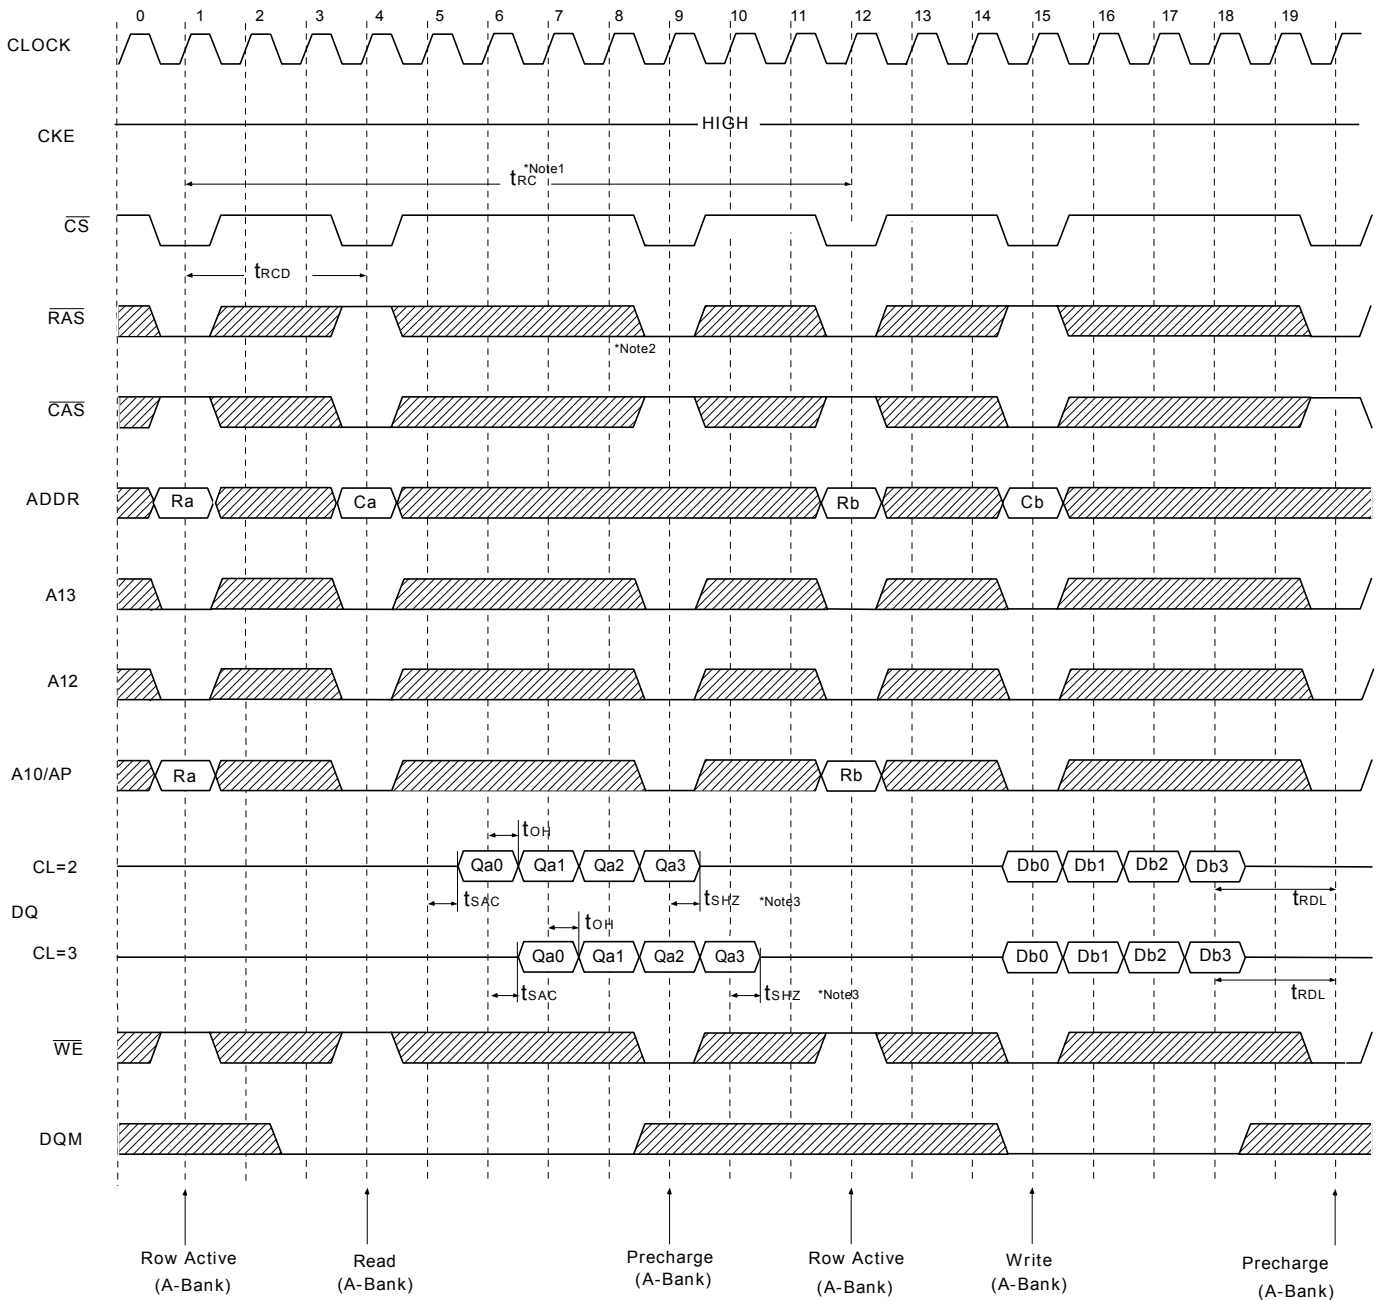 0 1 2 3 4 5 6 7 8 9 10 11 12 13 14 15 16 17 18 19
CLOCK
CKE
HIGH
tRC *Note1
CS
tRCD
RAS
*Note2
CAS
ADDR Ra Ca Rb Cb
A13
A12
A10/AP Ra Rb
tOH
CL=2 Qa0 Qa1 Qa2 Qa3 Db0 Db1 Db2 Db3
tSAC tSHZ *Note3 tRDL
DQ
tOH
CL=3 Qa0 Qa1 Qa2 Qa3 Db0 Db1 Db2 Db3
tSAC tSHZ *Note3 tRDL
WE
DQM
Row Active
(A-Bank)
Read
(A-Bank)
Precharge
(A-Bank)
Row Active
(A-Bank)
Write
(A-Bank)
Precharge
(A-Bank)